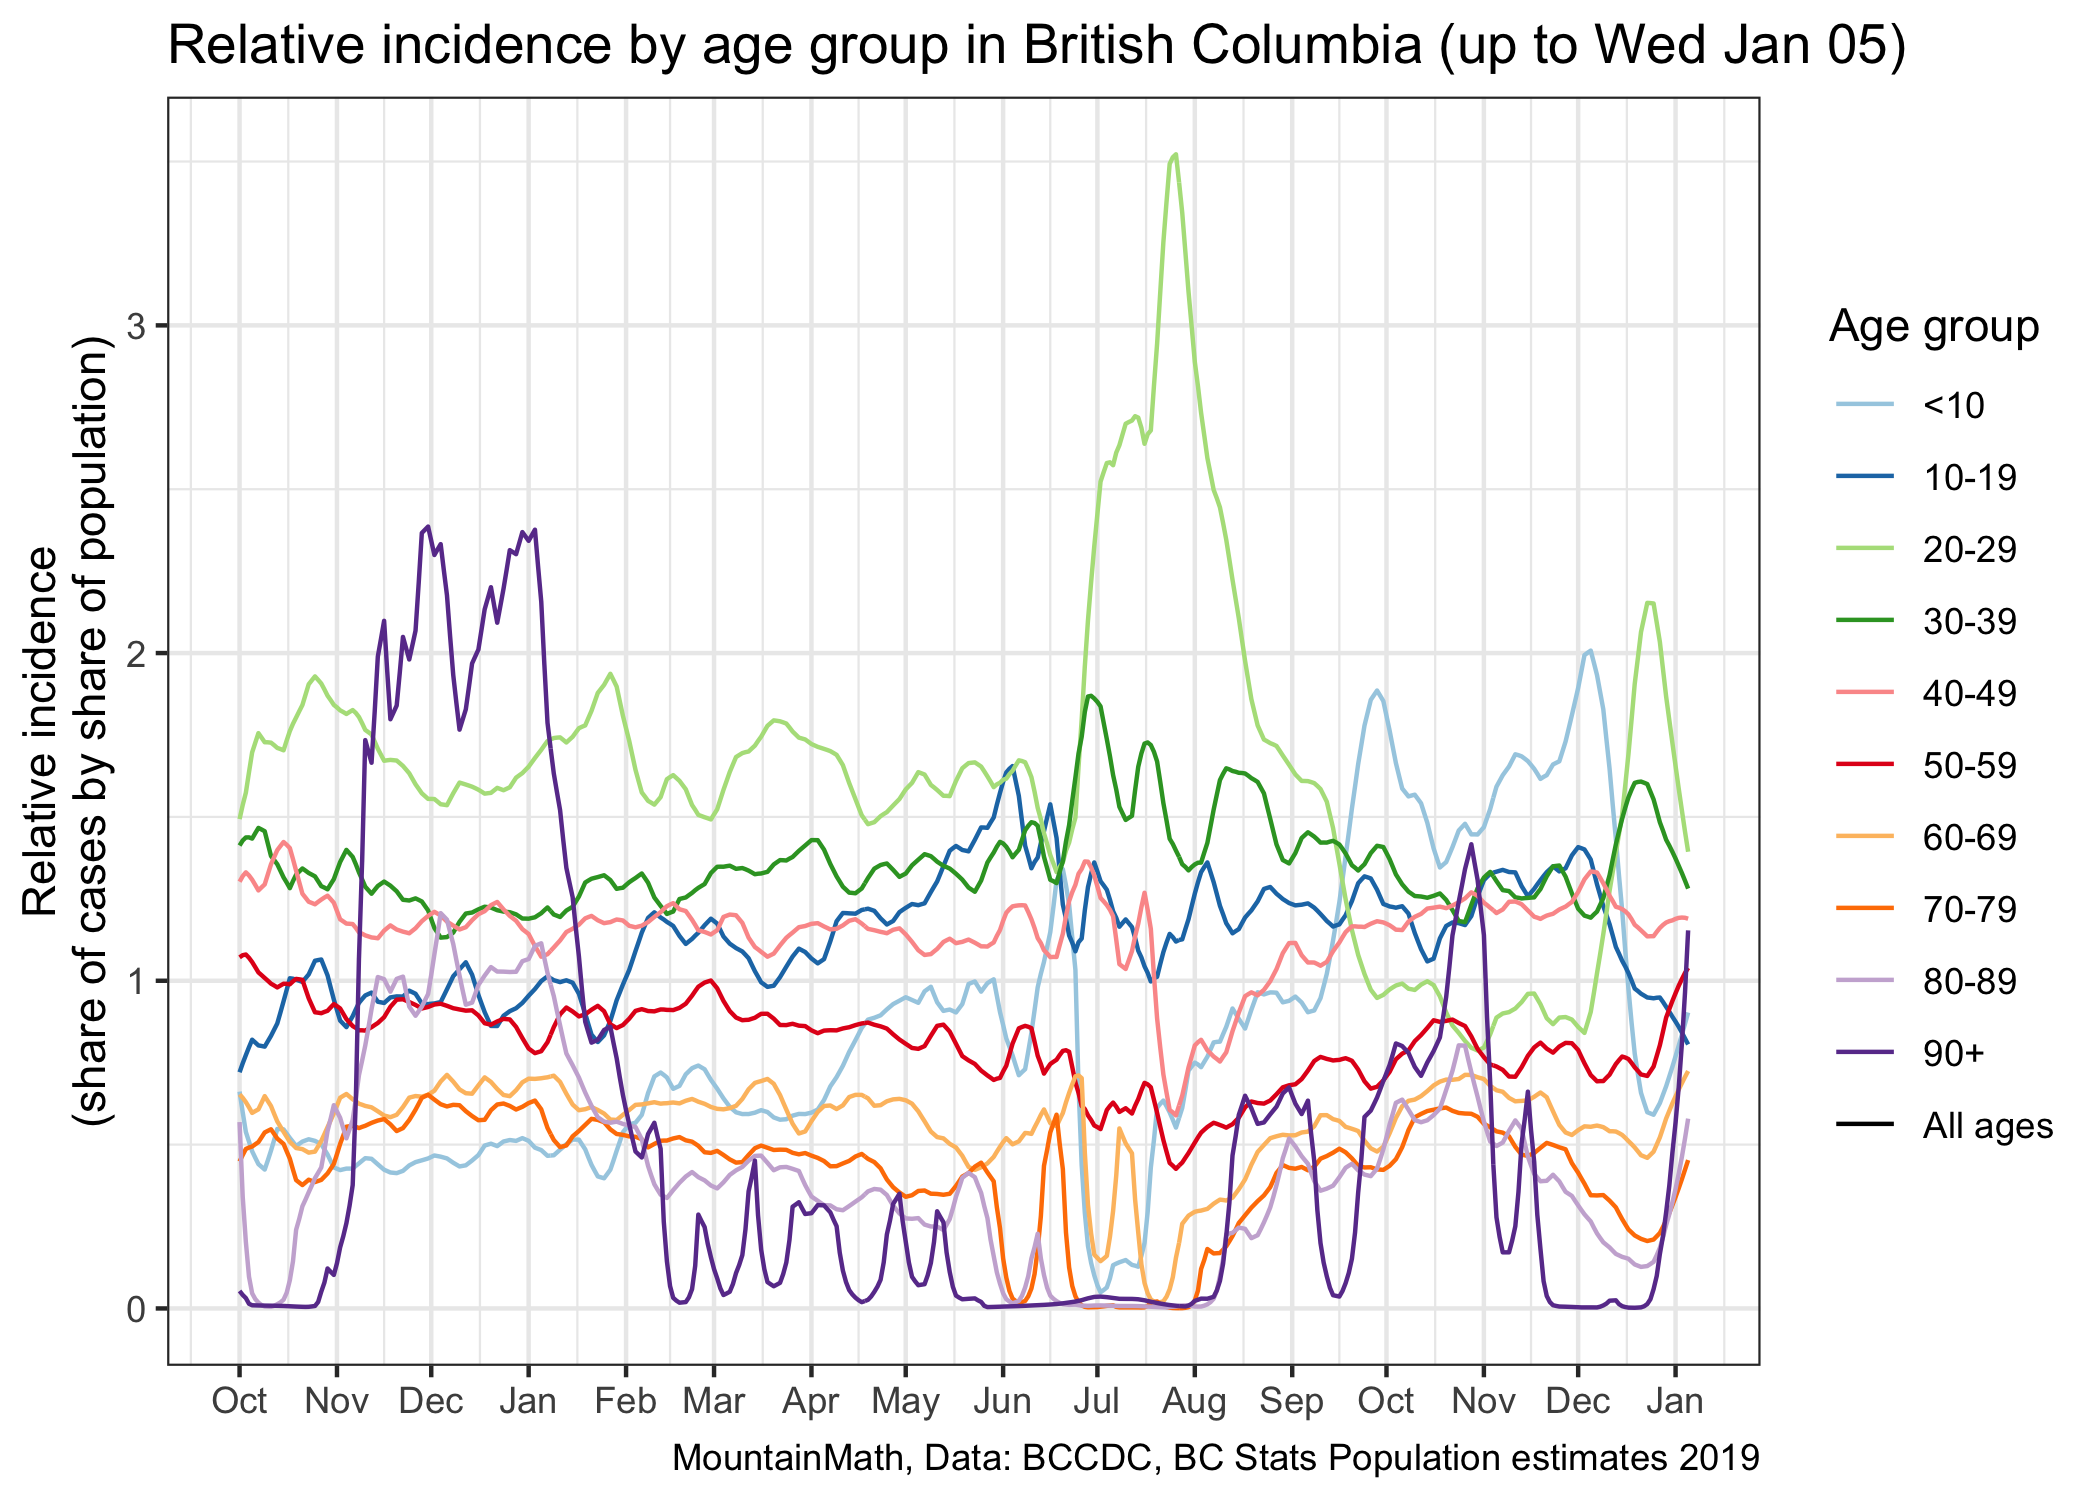 Relative incidence by age group in British Columbia (up to Wed Jan 05)
Relative incidence
(share of cases by share of population)
3
2
1
0
Oct Nov Dec Jan Feb Mar Apr May Jun Jul Aug Sep Oct Nov Dec Jan
Age group
<10
10-19
20-29
30-39
40-49
50-59
60-69
70-79
80-89
90+
All ages
MountainMath, Data: BCCDC, BC Stats Population estimates 2019